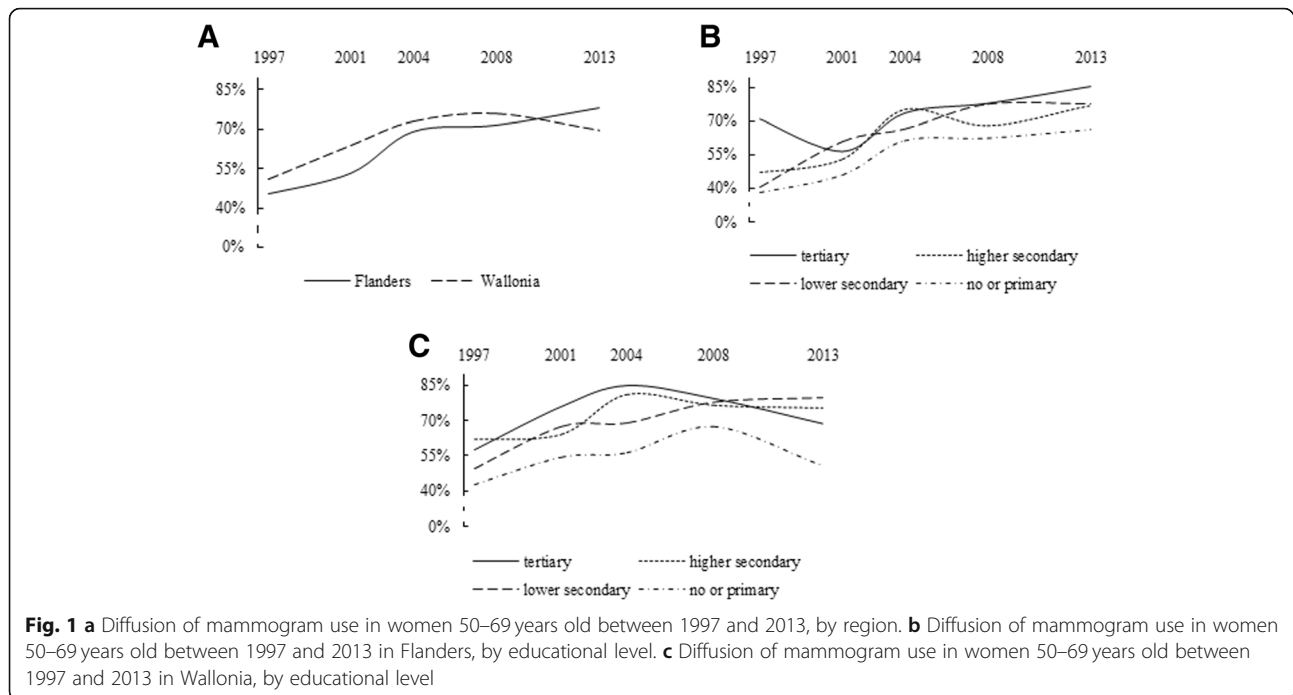 A
1997 2001 2004 2008 2013
85%
70%
55%
40%
0%
Flanders Wallonia
B
1997 2001 2004 2008 2013
85%
70%
55%
40%
0%
tertiary higher secondary
lower secondary no or primary
C
1997 2001 2004 2008 2013
85%
70%
55%
40%
0%
tertiary higher secondary
lower secondary no or primary
Fig. 1 a Diffusion of mammogram use in women 50–69 years old between 1997 and 2013, by region. b Diffusion of mammogram use in women
50–69 years old between 1997 and 2013 in Flanders, by educational level. c Diffusion of mammogram use in women 50–69 years old between
1997 and 2013 in Wallonia, by educational level